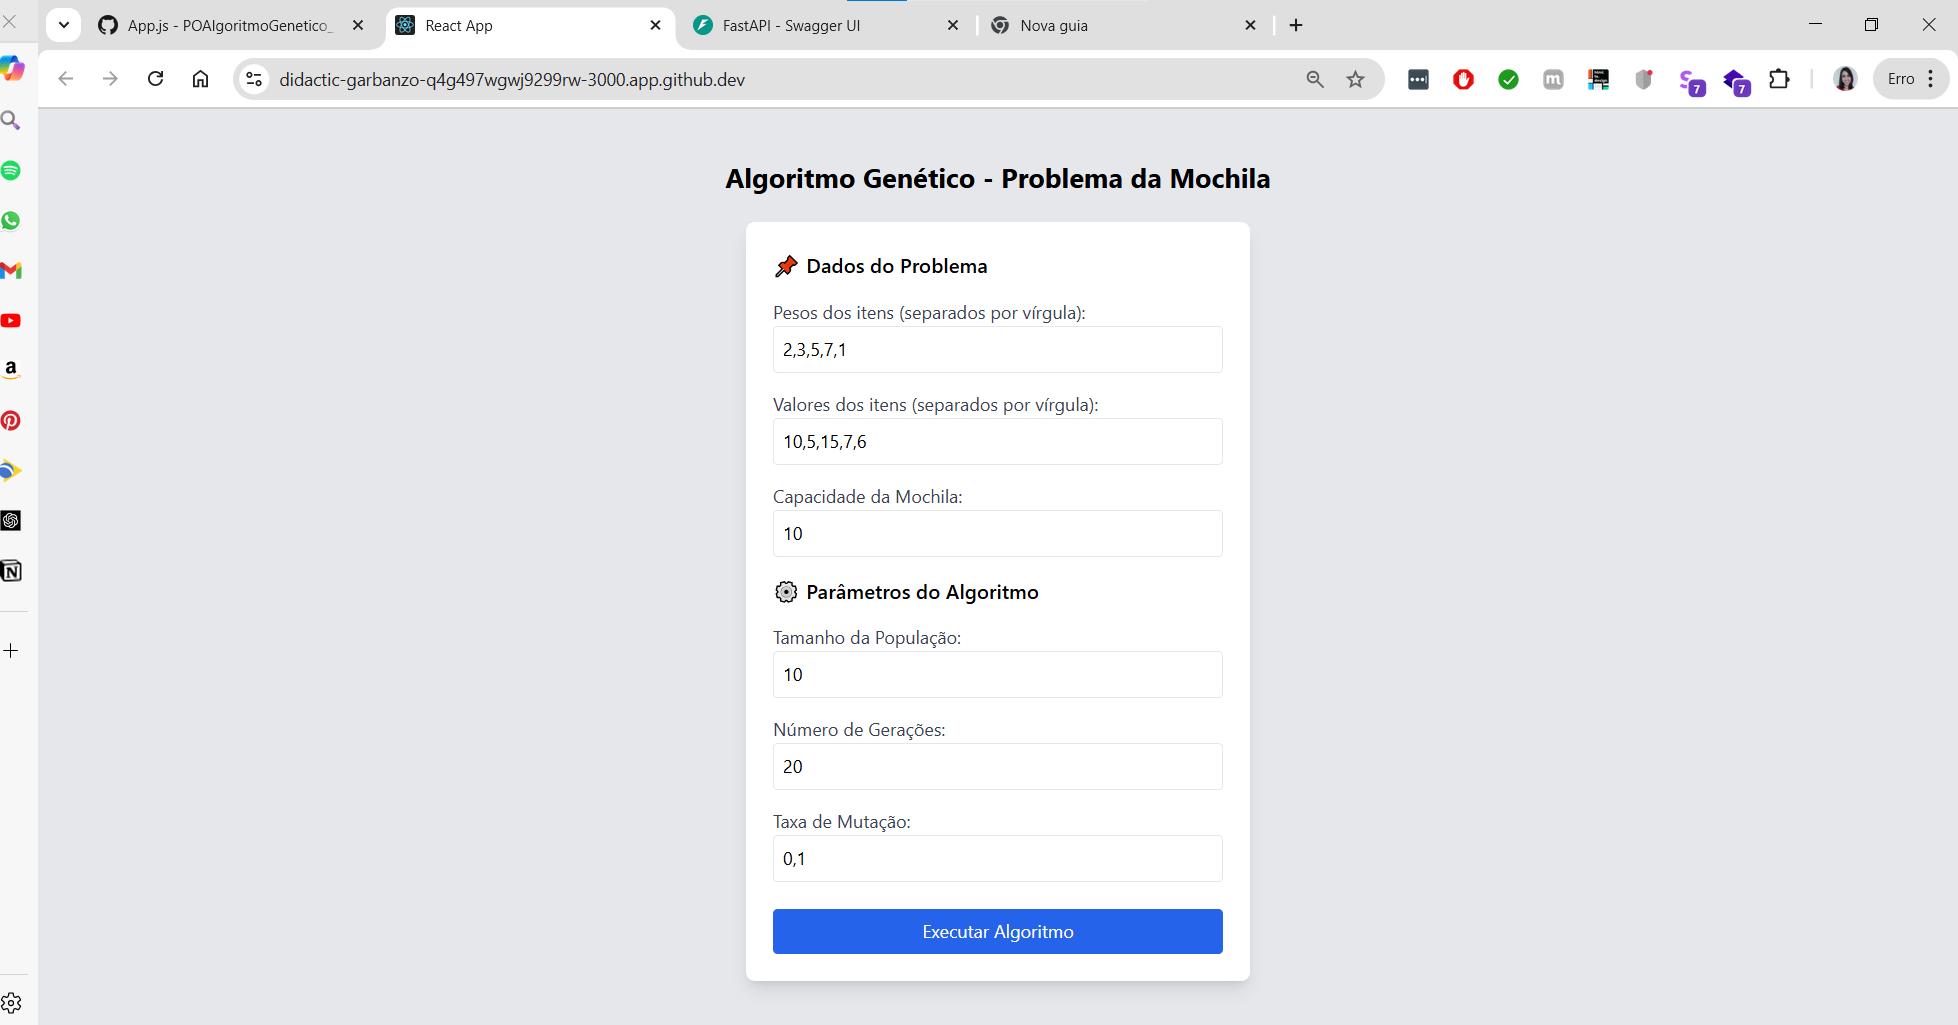 App.js - POAlgoritmoGenetico_
React App
FastAPI - Swagger UI
Nova guia
didactic-garbanzo-q4g497wgwj9299rw-3000.app.github.dev
m
7
7
Erro
a
N
Algoritmo Genético - Problema da Mochila
Dados do Problema
Pesos dos itens (separados por vírgula):
2,3,5,7,1
Valores dos itens (separados por vírgula):
10,5,15,7,6
Capacidade da Mochila:
10
Parâmetros do Algoritmo
Tamanho da População:
10
Número de Gerações:
20
Taxa de Mutação:
0,1
Executar Algoritmo